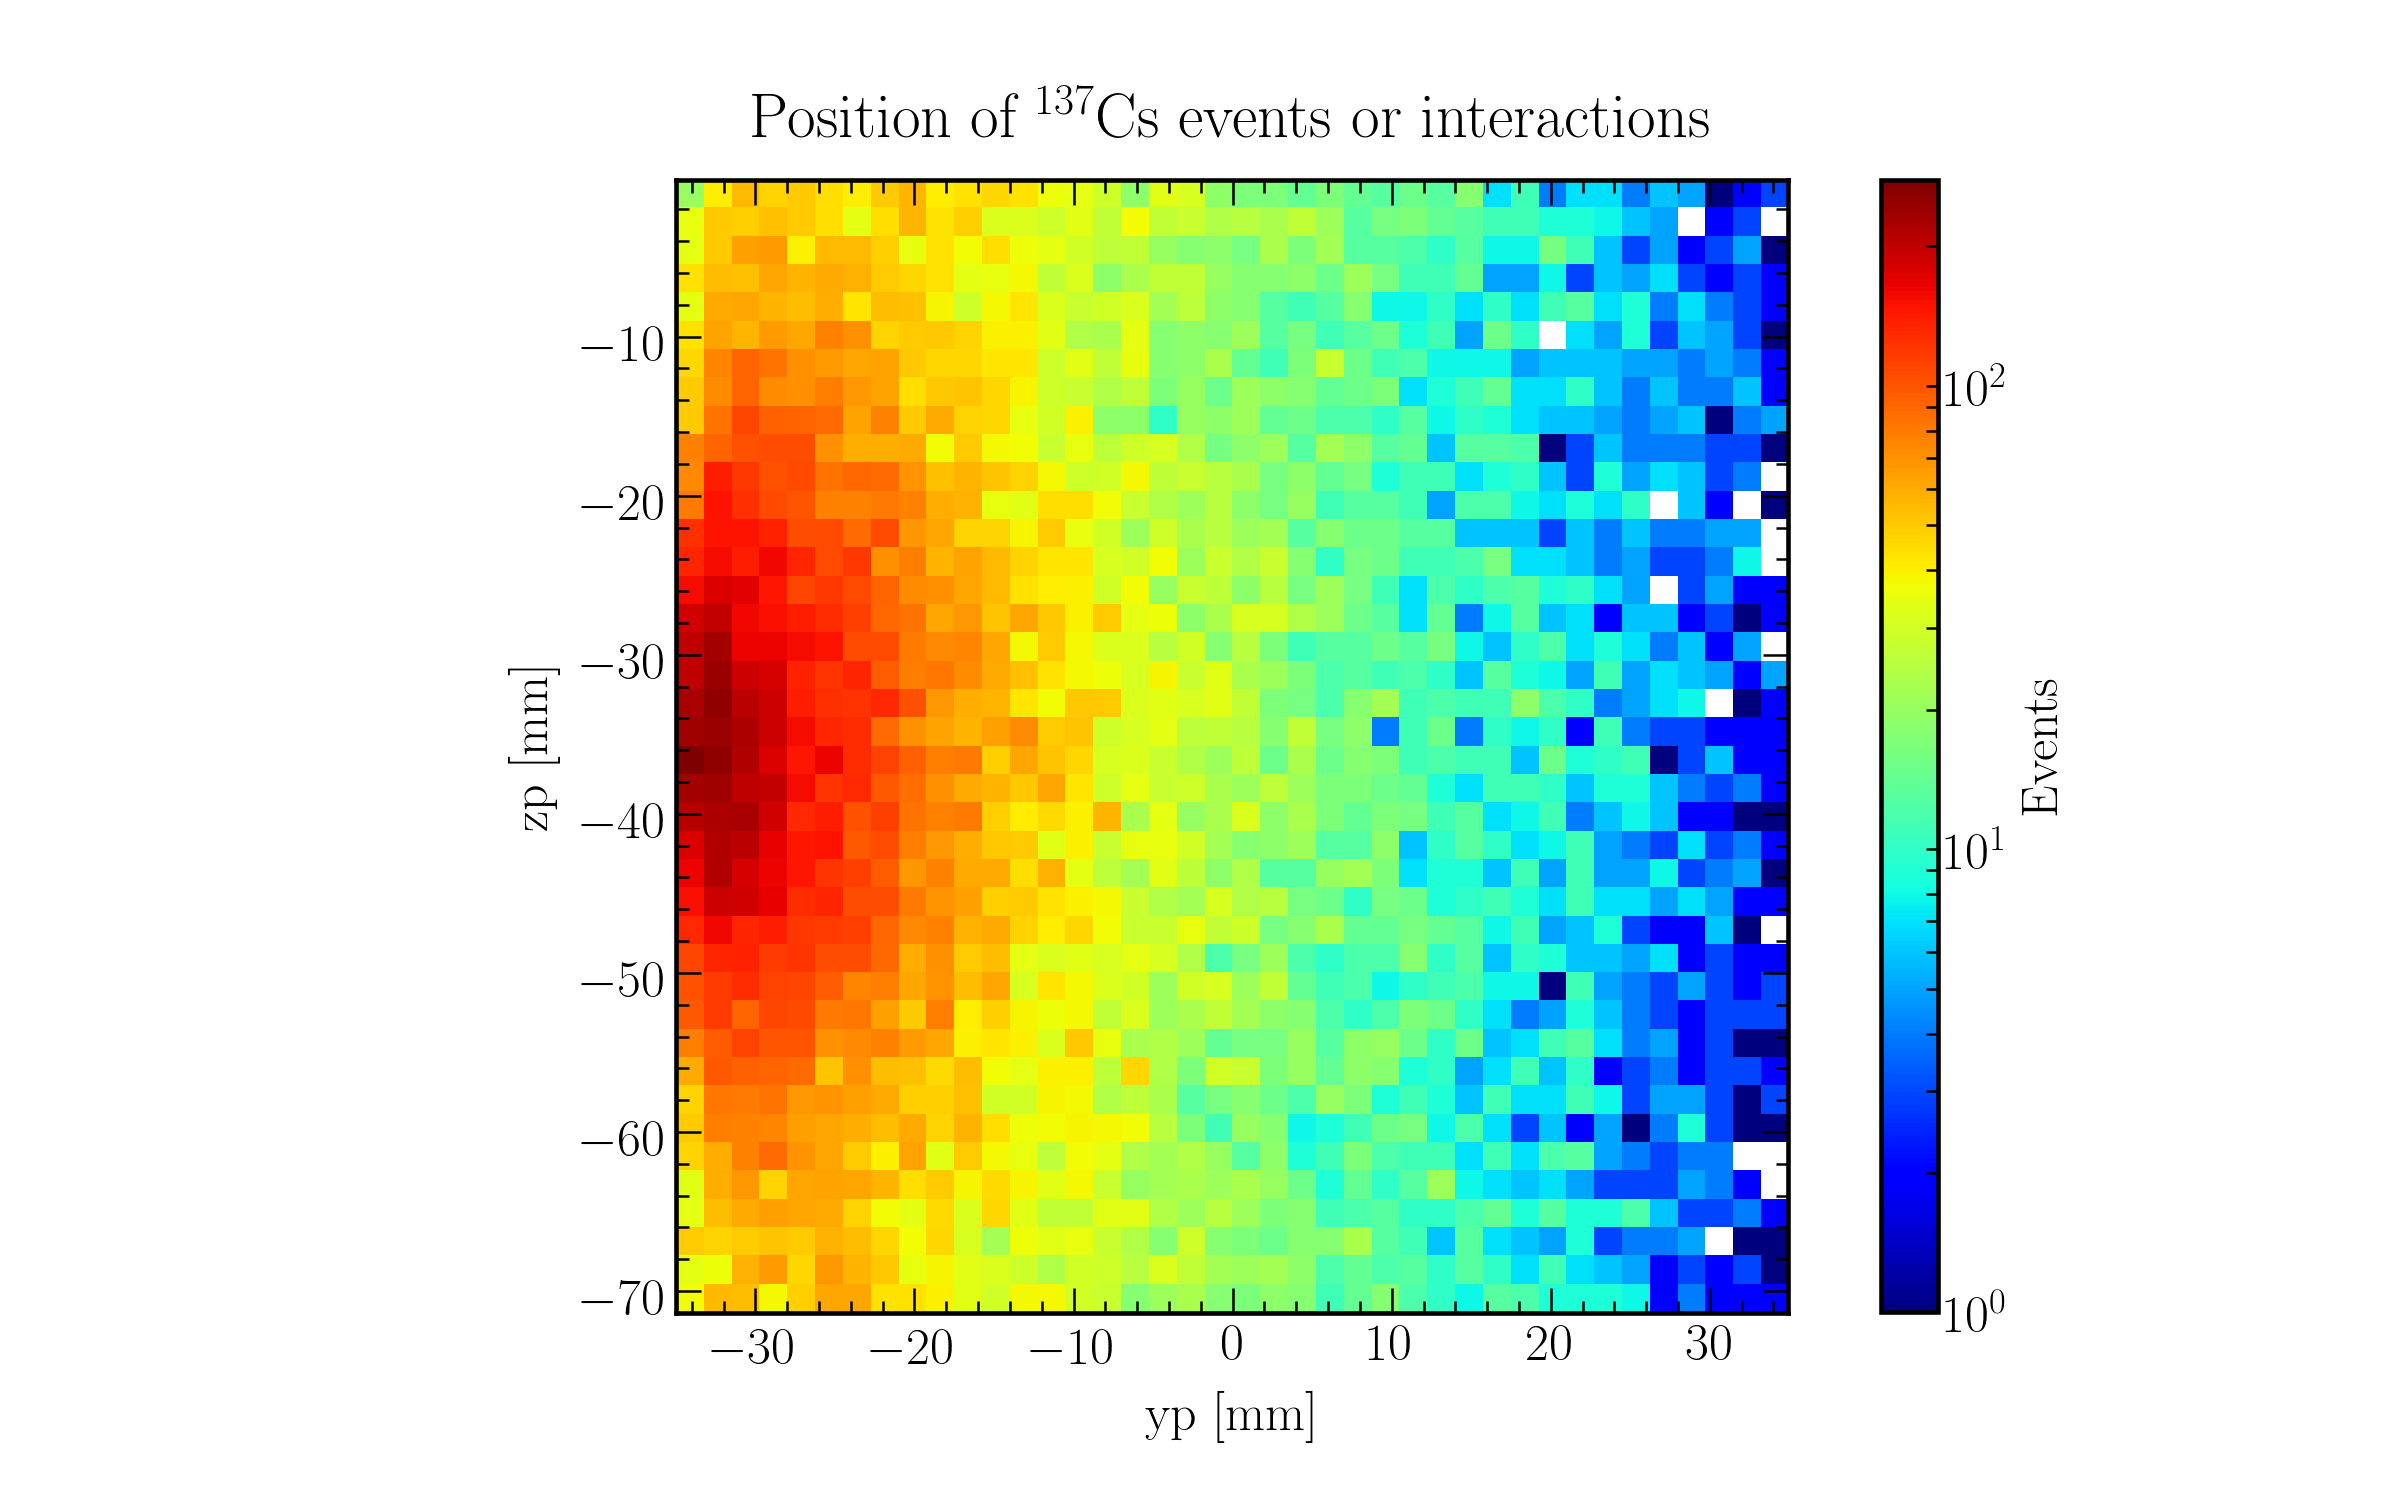 Position of ¹³⁷Cs events or interactions
−10
−20
−30
−40
−50
−60
−70
zp [mm]
−30 −20 −10 0 10 20 30
yp [mm]
10²
10¹
10⁰
Events